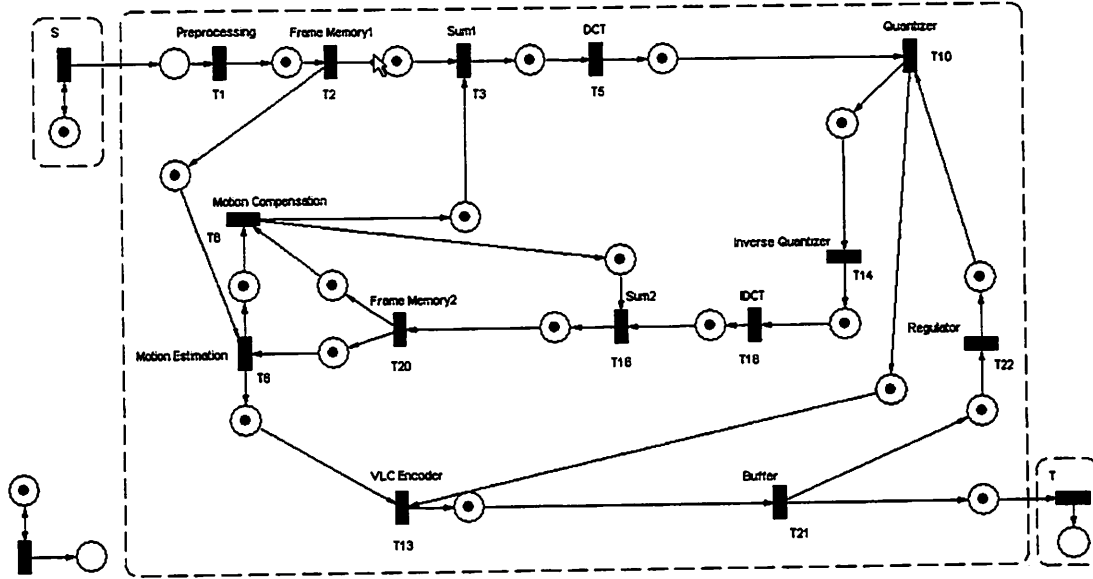 S
Preprocessing
Frame Memory1
Sum1
DCT
Quantizer
T1
T2
T3
T5
T10
Motion Compensation
T8
Inverse Quantizer
T14
Frame Memory2
Sum2
IDCT
Regulator
Motion Estimation
T6
T20
T16
T18
T22
VLC Encoder
Buffer
T
T13
T21